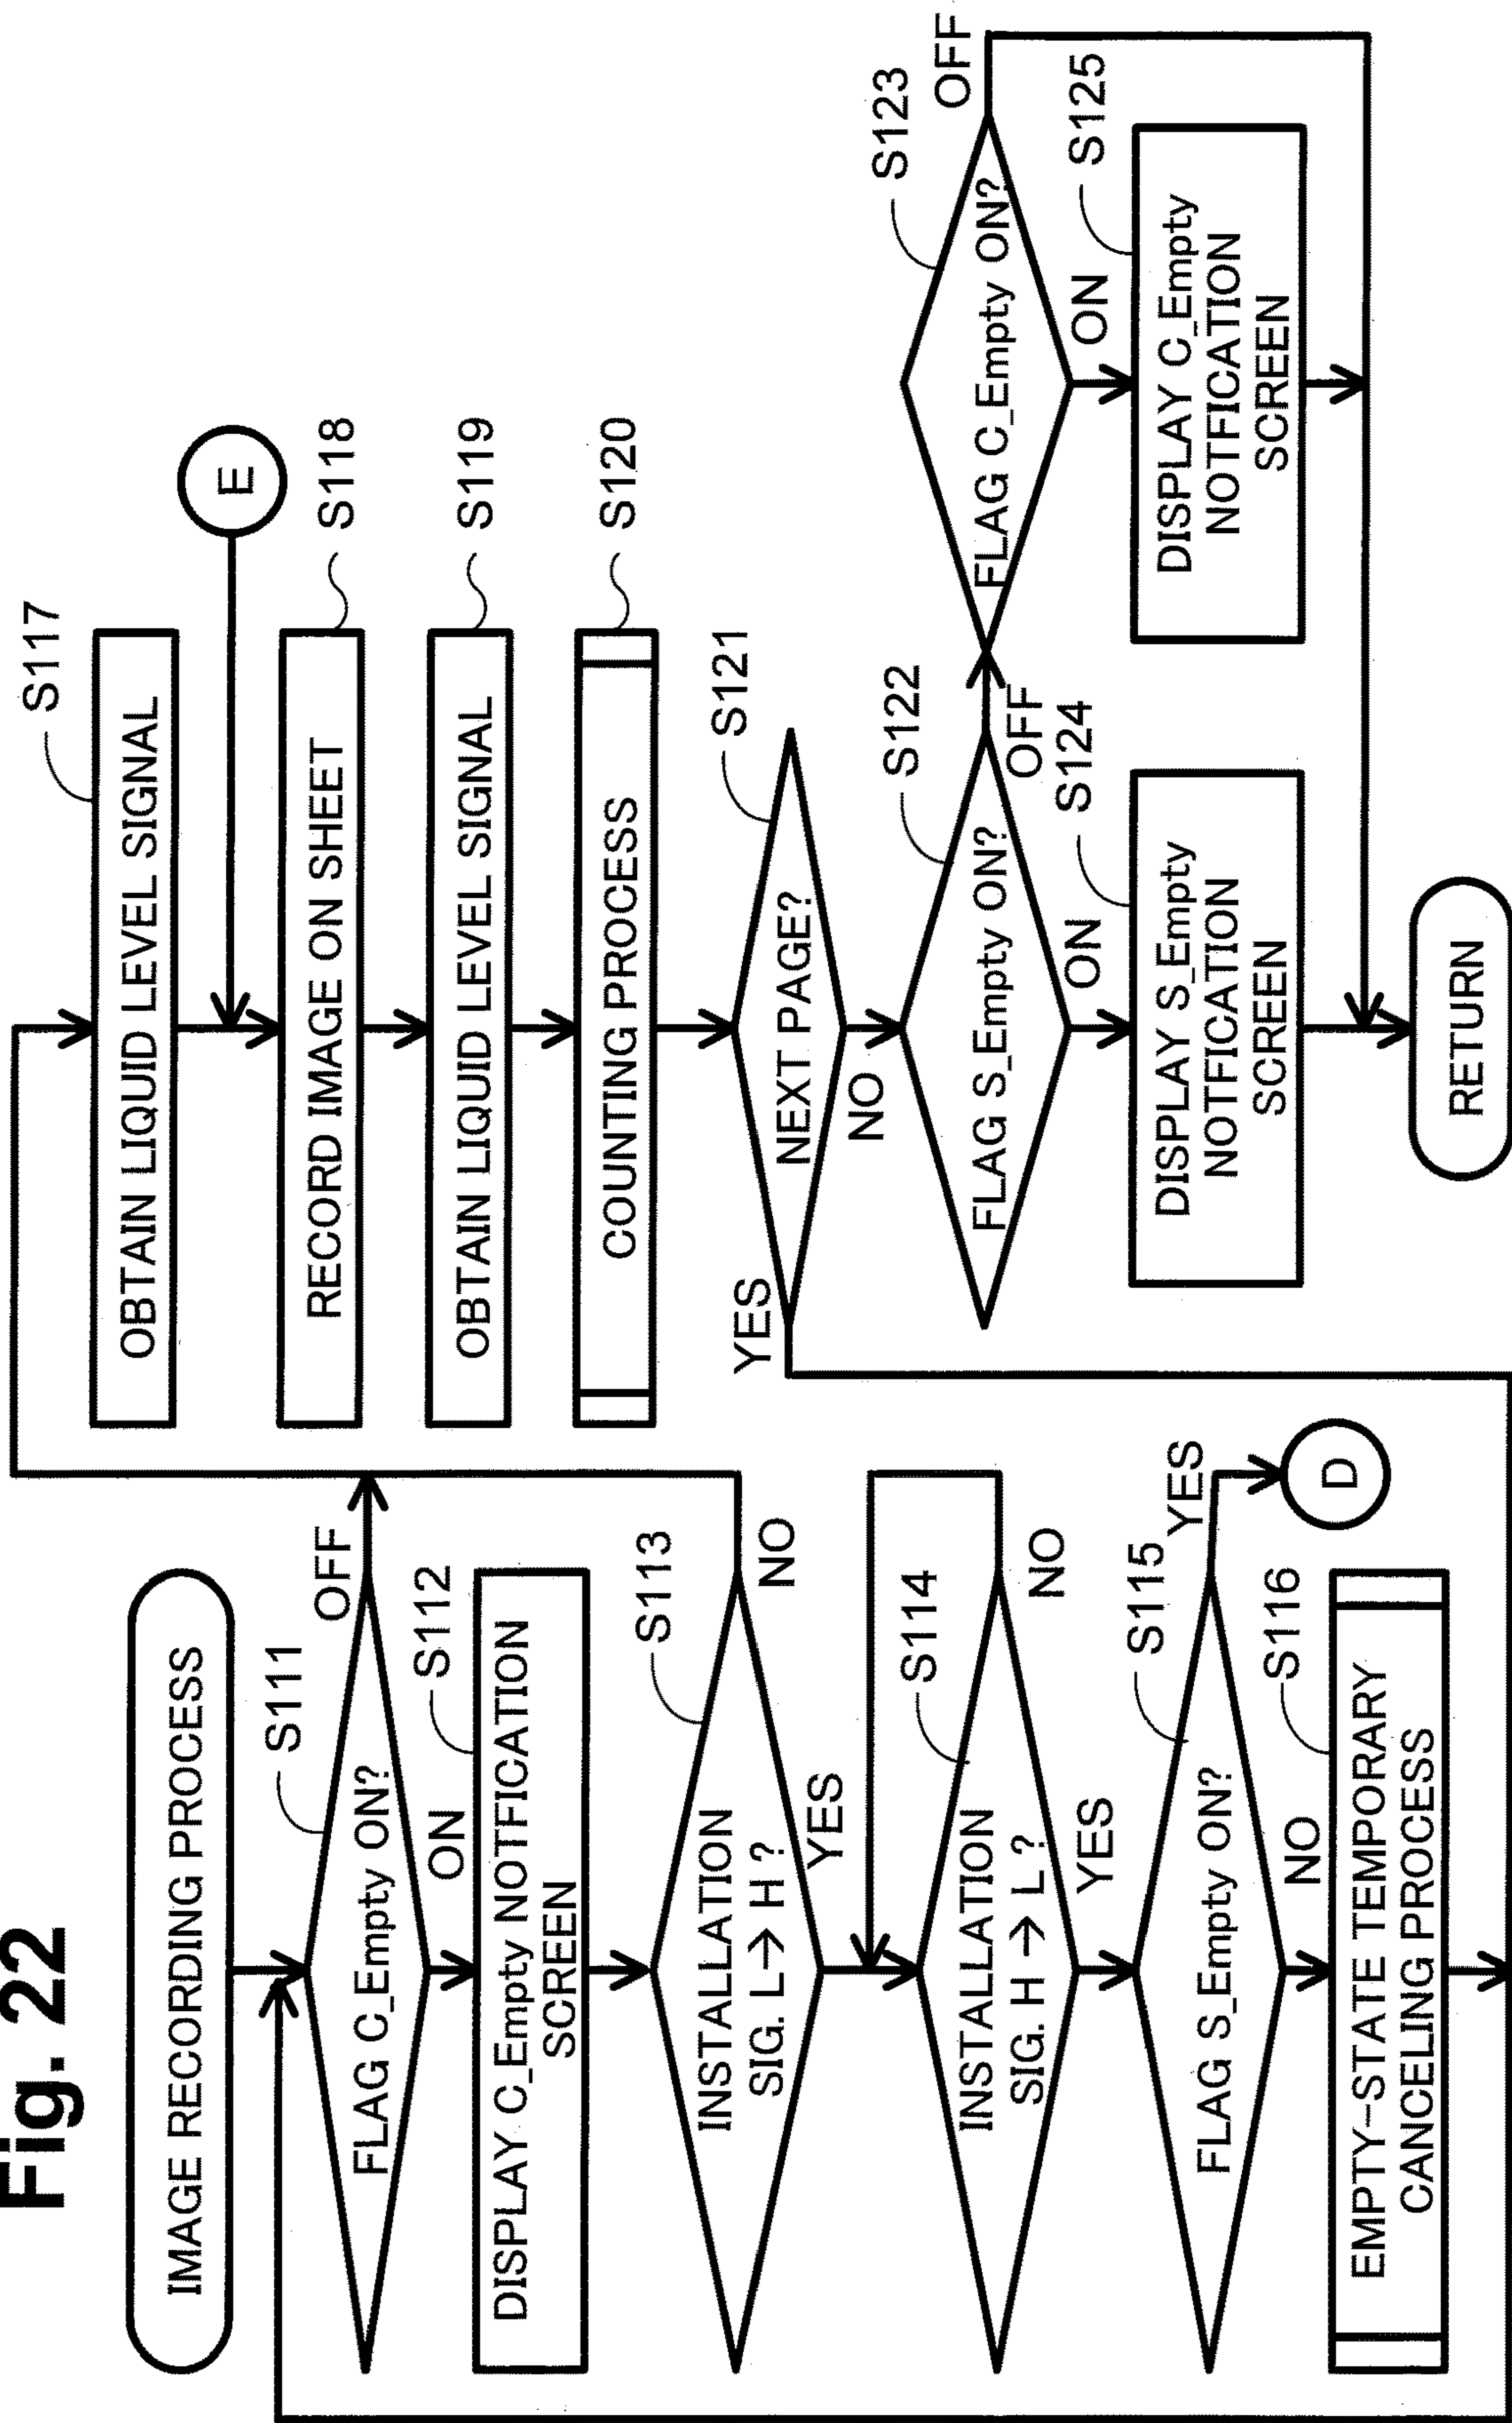 Fig. 22
IMAGE RECORDING PROCESS
S111
FLAG C_Empty ON?
OFF
ON
S112
DISPLAY C_Empty NOTIFICATION
SCREEN
S113
INSTALLATION
SIG. L→ H ?
NO
YES
S114
INSTALLATION
SIG. H → L ?
NO
YES
S115
FLAG S_Empty ON?
YES
D
NO
S116
EMPTY-STATE TEMPORARY
CANCELING PROCESS
S117
OBTAIN LIQUID LEVEL SIGNAL
E
S118
RECORD IMAGE ON SHEET
S119
OBTAIN LIQUID LEVEL SIGNAL
S120
COUNTING PROCESS
S121
NEXT PAGE?
YES
NO
S122
FLAG S_Empty ON?
OFF
ON
S123
FLAG C_Empty ON?
OFF
ON
S124
DISPLAY S_Empty
NOTFICATION
SCREEN
S125
DISPLAY C_Empty
NOTFICATION
SCREEN
RETURN